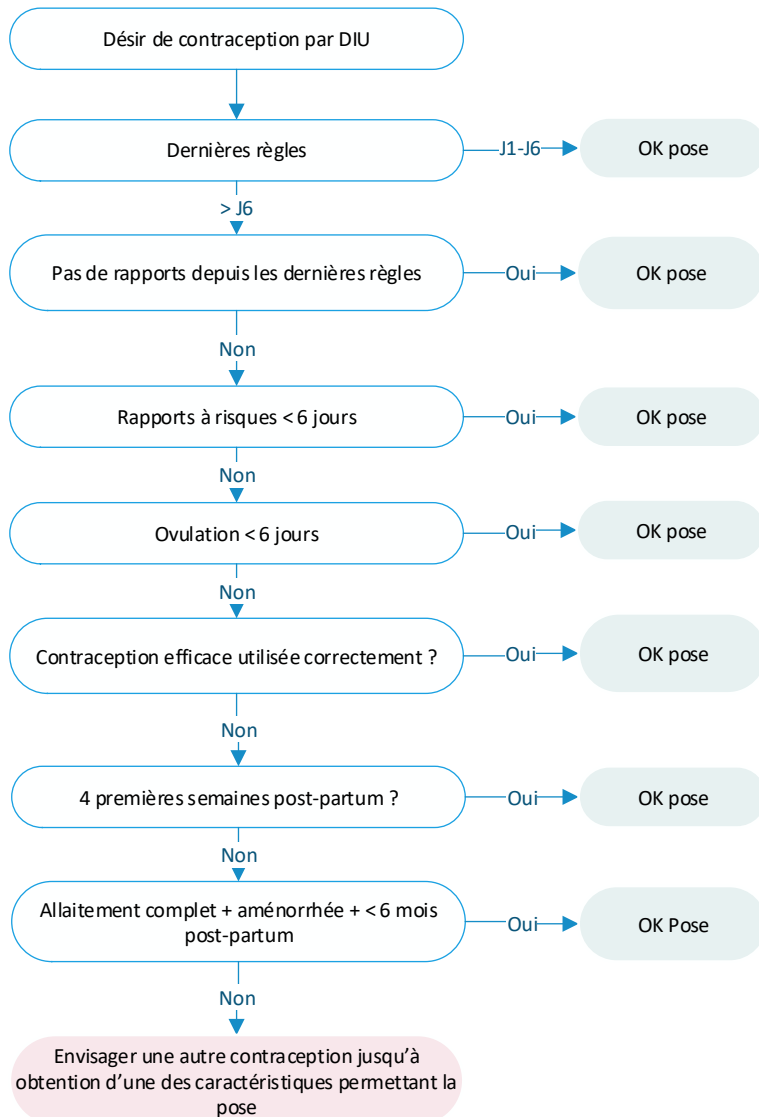 Désir de contraception par DIU
Dernières règles
J1-J6
OK pose
> J6
Pas de rapports depuis les dernières règles
Oui
OK pose
Non
Rapports à risques < 6 jours
Oui
OK pose
Non
Ovulation < 6 jours
Oui
OK pose
Non
Contraception efficace utilisée correctement ?
Oui
OK pose
Non
4 premières semaines post-partum ?
Oui
OK pose
Non
Allaitement complet + aménorrhée + < 6 mois
post-partum
Oui
OK Pose
Non
Envisager une autre contraception jusqu'à
obtention d'une des caractéristiques permettant la
pose